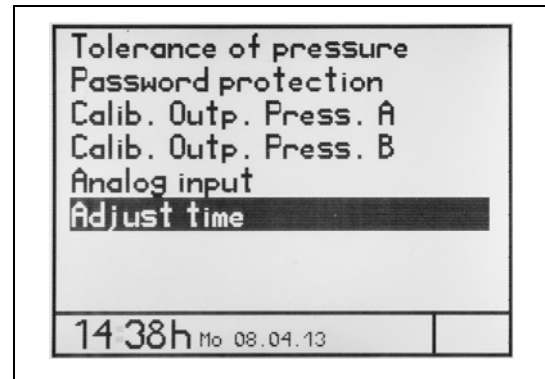 Tolerance of pressure
Password protection
Calib. Outp. Press. A
Calib. Outp. Press. B
Analog input
Adjust time
14:38h Mo 08.04.13